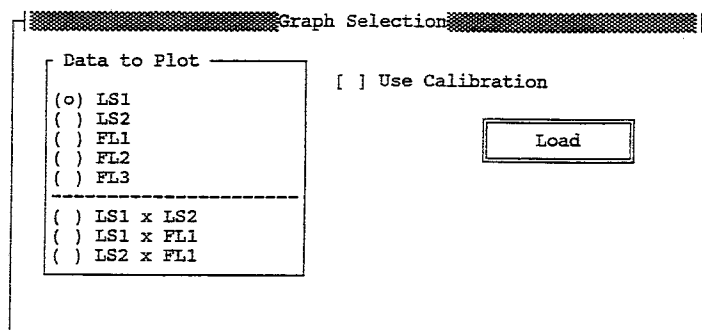 Graph Selection
Data to Plot
[ ] Use Calibration
(o) LS1
( ) LS2
( ) FL1
( ) FL2
( ) FL3
Load
( ) LS1 x LS2
( ) LS1 x FL1
( ) LS2 x FL1